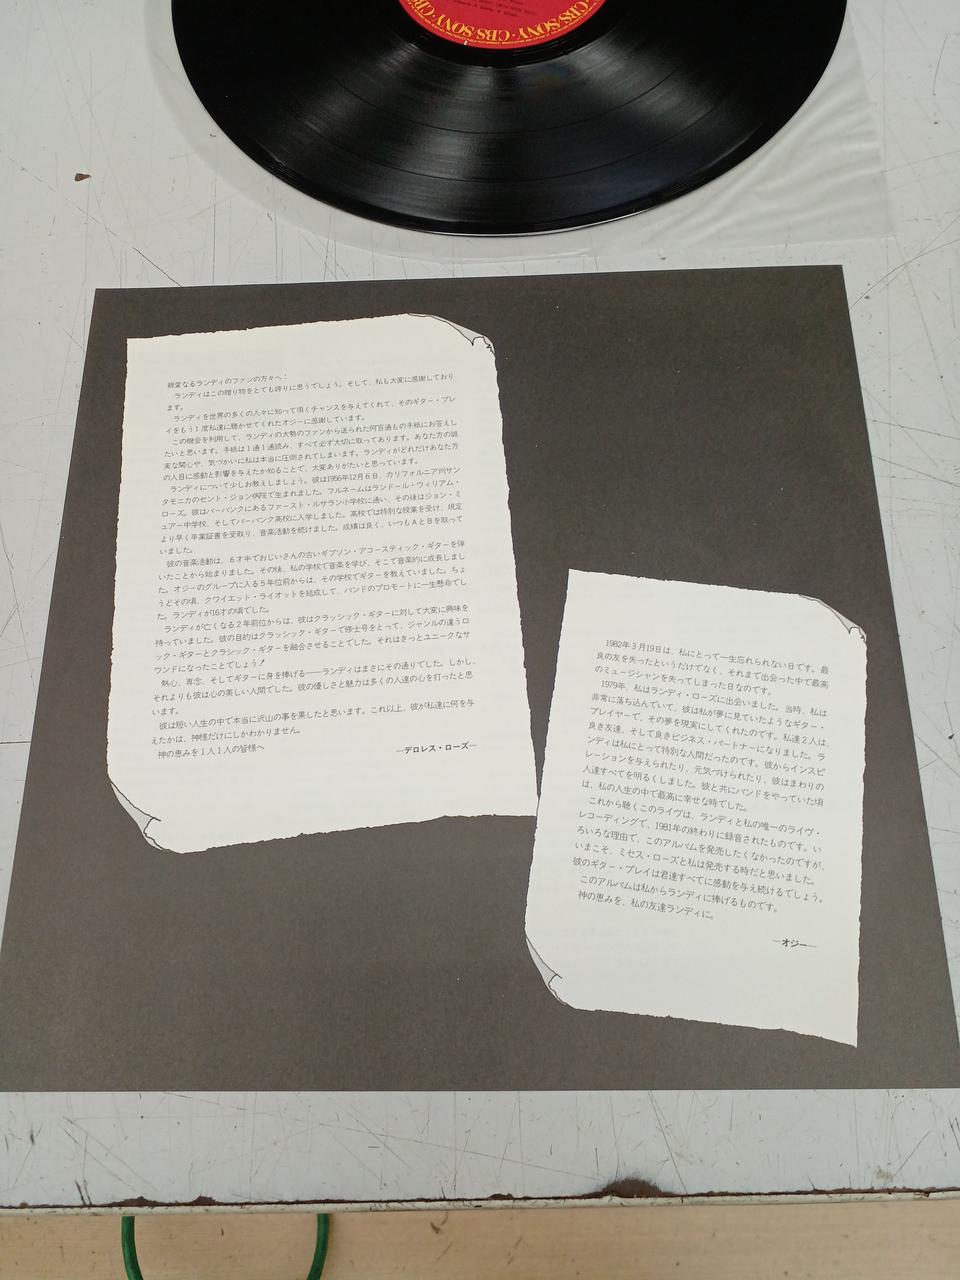 CBS/SONY · CBS/SONY · CBS/SONY
親愛なるランディのファンの方々へ：
ランディはこの贈り物をとても誇りに思うでしょう。そして、私も大変に感謝しており
ます。
ランディを世界の多くの人々に知って頂くチャンスを与えてくれて、そのギター・プレ
イをもう1度私達に聴かせてくれたオジーに感謝しています。
この機会を利用して、ランディの大勢のファンから送られた何百通もの手紙にお答えし
たいと思います。手紙は1通1通読み、すべて必ず大切に取ってあります。あなた方の誠
実な関心や、気づかいに私は本当に圧倒されてしまいます。ランディがどれだけあなた方
の人目に感動と影響を与えたか知ることで、大変ありがたいと思っています。
ランディについて少しお教えしましょう。彼は1956年12月6日、カリフォルニア州サン
タモニカのセント・ジョン病院で生まれました。フルネームはランドール・ウィリアム・
ローズ。彼はバーバンクにあるファースト・ルサラン小学校に通い、その後はジョン・ミ
ュアー中学校、そしてバーバンク高校に入学しました。高校では特別な授業を受け、規定
より早く卒業証書を受取り、音楽活動を続けました。成績は良く、いつもAとBを取って
いました。
彼の音楽活動は、6才半でおじいさんの古いギブソン・アコースティック・ギターを弾
いたことから始まりました。その後、私の学校で音楽を学び、そこで音楽的に成長しまし
た。オジーのグループに入る5年位前からは、その学校でギターを教えていました。ちょ
うどその頃、クワイエット・ライオットを結成して、バンドのプロモートに一生懸命でし
た。ランディが16才の頃でした。
ランディが亡くなる2年前位からは、彼はクラッシック・ギターに対して大変に興味を
持っていました。彼の目的はクラッシック・ギターで修士号をとって、ジャンルの違うロ
ック・ギターとクラシック・ギターを融合させることでした。それはきっとユニークなサ
ウンドになったことでしょう！
熱心、専念、そしてギターに身を捧げる――ランディはまさにその通りでした。しかし、
それよりも彼は心の美しい人間でした。彼の優しさと魅力は多くの人達の心を打ったと思
います。
彼は短い人生の中で本当に沢山の事を果したと思います。これ以上、彼が私達に何を与
えたかは、神様だけにしかわかりません。
神の恵みを1人1人の皆様へ
―デロレス・ローズ―
1982年3月19日は、私にとって一生忘れられない日です。最
良の友を失ったというだけでなく、それまで出会った中で最高
のミュージシャンを失ってしまった日なのです。
1979年、私はランディ・ローズに出会いました。当時、私は
非常に落ち込んでいて、彼は私が夢に見ていたようなギター・
プレイヤーで、その夢を現実にしてくれたのです。私達2人は、
良き友達、そして良きビジネス・パートナーになりました。ラ
ンディは私にとって特別な人間だったのです。彼からインスピ
レーションを与えられたり、元気づけられたり、彼はまわりの
人達すべてを明るくしました。彼と共にバンドをやっていた頃
は、私の人生の中で最高に幸せな時でした。
これから聴くこのライヴは、ランディと私の唯一のライヴ・
レコーディングで、1981年の終わりに録音されたものです。い
ろいろな理由で、このアルバムを発売したくなかったのですが、
いまこそ、ミセス・ローズと私は発売する時だと思いました。
彼のギター・プレイは君達すべてに感動を与え続けるでしょう。
このアルバムは私からランディに捧げるものです。
神の恵みを、私の友達ランディに。
―オジー―